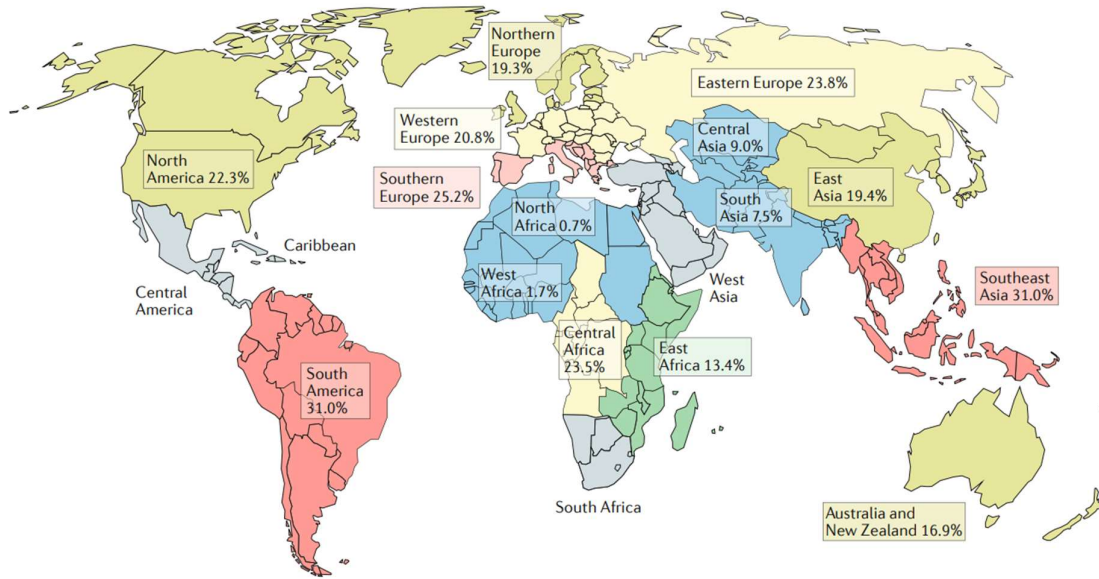 Northern
Europe
19.3%
Eastern Europe 23.8%
Western
Europe 20.8%
Central
Asia 9.0%
North
America 22.3%
East
Asia 19.4%
Southern
Europe 25.2%
South
Asia 7.5%
North
Africa 0.7%
Caribbean
West
Africa 1.7%
West
Asia
Southeast
Asia 31.0%
Central
America
Central
Africa
23.5%
East
Africa 13.4%
South
America
31.0%
South Africa
Australia and
New Zealand 16.9%